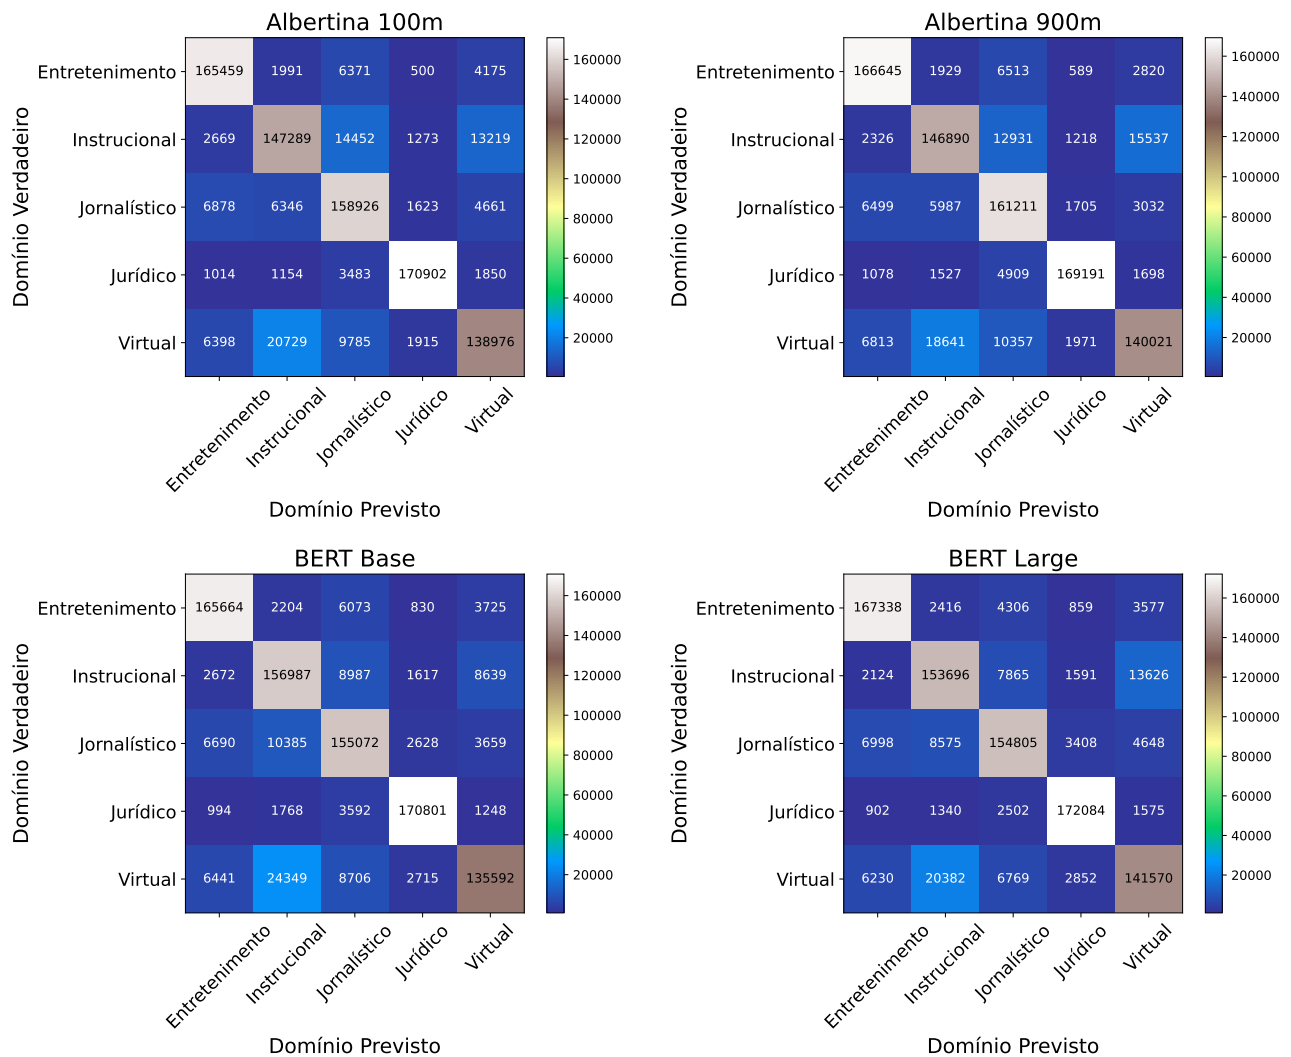 Albertina 100m
Domínio Verdadeiro
Entretenimento 165459 1991 6371 500 4175
Instrucional 2669 147289 14452 1273 13219
Jornalístico 6878 6346 158926 1623 4661
Jurídico 1014 1154 3483 170902 1850
Virtual 6398 20729 9785 1915 138976
Entretenimento Instrucional Jornalístico Jurídico Virtual
Domínio Previsto
160000
140000
120000
100000
80000
60000
40000
20000
Albertina 900m
Domínio Verdadeiro
Entretenimento 166645 1929 6513 589 2820
Instrucional 2326 146890 12931 1218 15537
Jornalístico 6499 5987 161211 1705 3032
Jurídico 1078 1527 4909 169191 1698
Virtual 6813 18641 10357 1971 140021
Entretenimento Instrucional Jornalístico Jurídico Virtual
Domínio Previsto
160000
140000
120000
100000
80000
60000
40000
20000
BERT Base
Domínio Verdadeiro
Entretenimento 165664 2204 6073 830 3725
Instrucional 2672 156987 8987 1617 8639
Jornalístico 6690 10385 155072 2628 3659
Jurídico 994 1768 3592 170801 1248
Virtual 6441 24349 8706 2715 135592
Entretenimento Instrucional Jornalístico Jurídico Virtual
Domínio Previsto
160000
140000
120000
100000
80000
60000
40000
20000
BERT Large
Domínio Verdadeiro
Entretenimento 167338 2416 4306 859 3577
Instrucional 2124 153696 7865 1591 13626
Jornalístico 6998 8575 154805 3408 4648
Jurídico 902 1340 2502 172084 1575
Virtual 6230 20382 6769 2852 141570
Entretenimento Instrucional Jornalístico Jurídico Virtual
Domínio Previsto
160000
140000
120000
100000
80000
60000
40000
20000